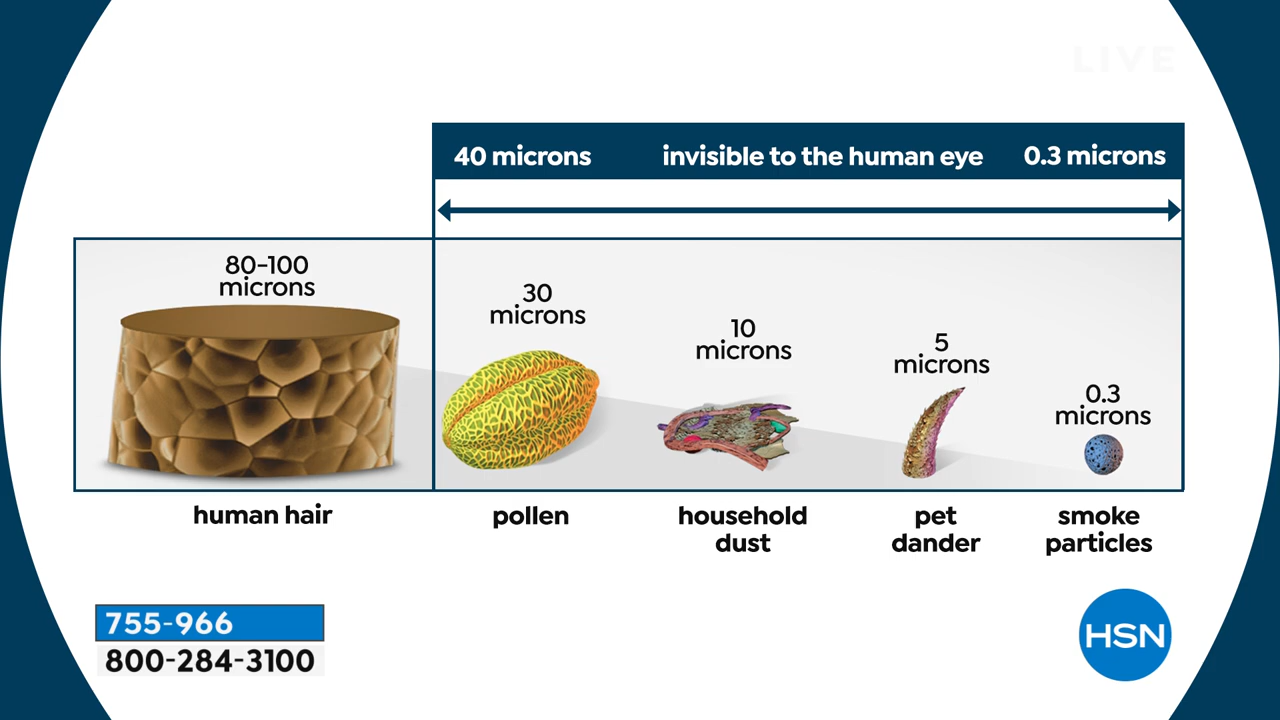 LIVE
40 microns invisible to the human eye 0.3 microns
80-100
microns
30
microns
10
microns
5
microns
0.3
microns
human hair
pollen
household
dust
pet
dander
smoke
particles
755-966
800-284-3100
HSN